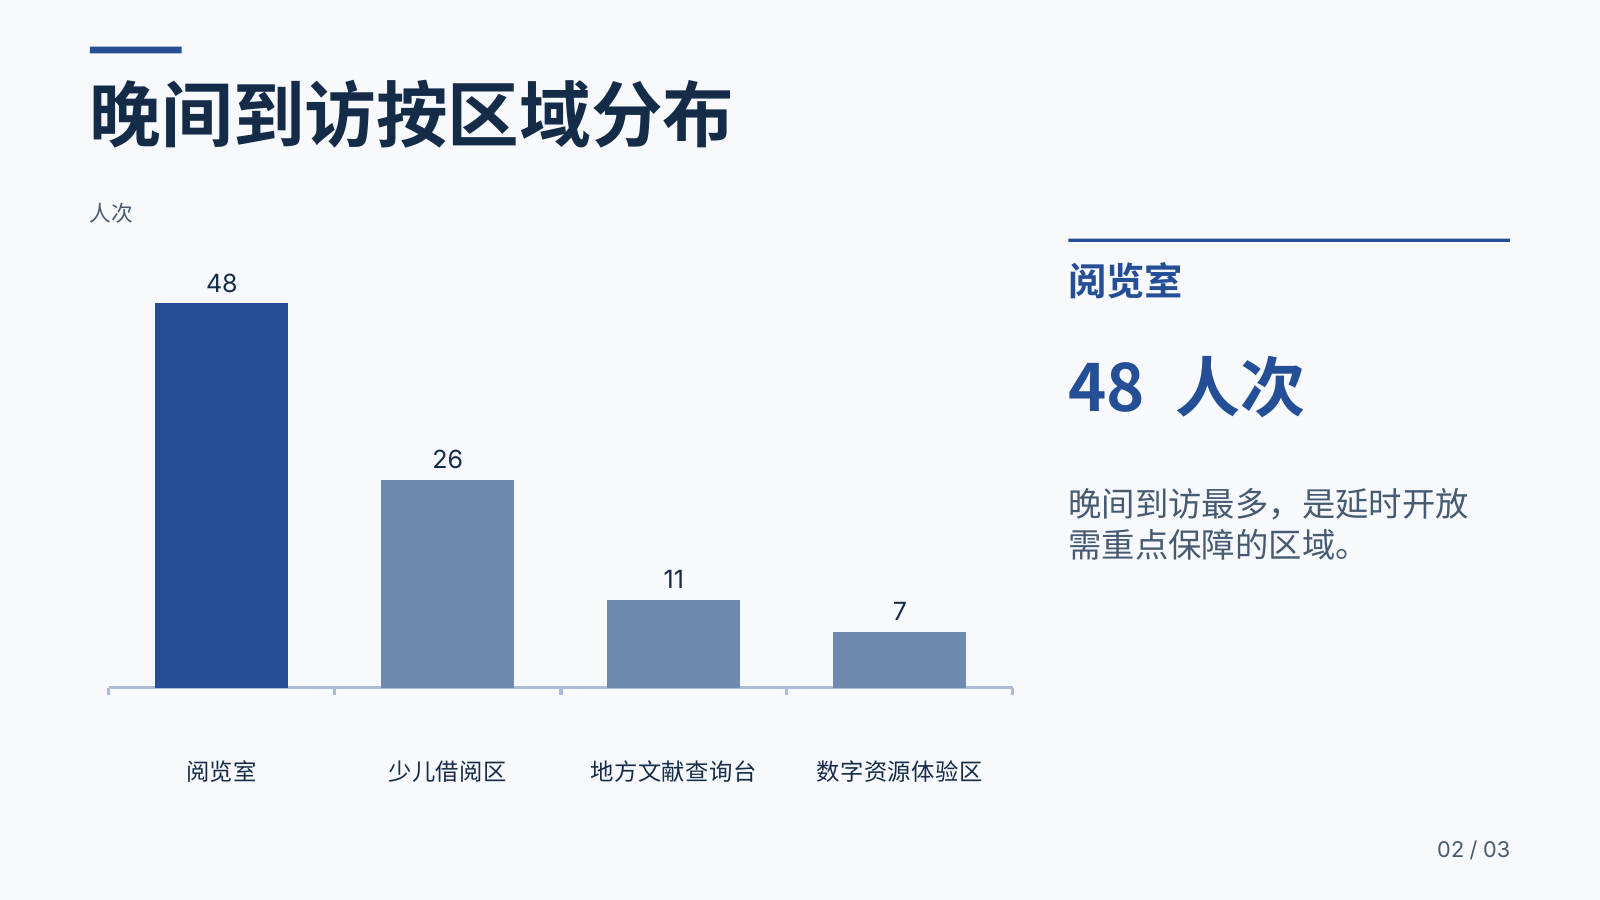 晚间到访按区域分布
人次
48
26
11
7
阅览室
少儿借阅区
地方文献查询台
数字资源体验区
阅览室
48 人次
晚间到访最多，是延时开放
需重点保障的区域。
02 / 03